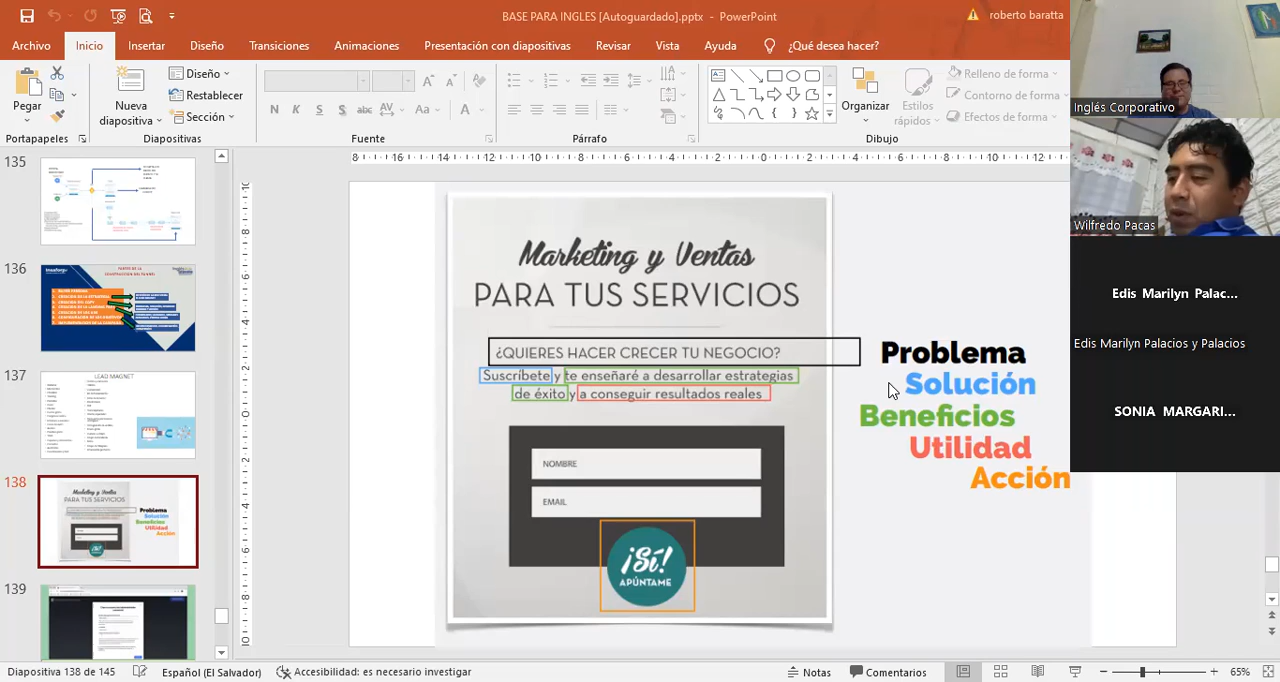 BASE PARA INGLES [Autoguardado].pptx - PowerPoint
roberto baratta
Archivo Inicio Insertar Diseño Transiciones Animaciones Presentación con diapositivas Revisar Vista Ayuda ¿Qué desea hacer?
Pegar
Nueva diapositiva
Diseño
Restablecer
Sección
N K S S abc AV Aa A
Organizar
Estilos rápidos
Relleno de forma
Contorno de forma
Efectos de forma
Portapapeles Diapositivas Fuente Párrafo Dibujo
135
136
137
LEAD MAGNET
138
139
Marketing y Ventas
PARA TUS SERVICIOS
¿QUIERES HACER CRECER TU NEGOCIO?
Suscríbete y te enseñaré a desarrollar estrategias
de éxito y a conseguir resultados reales
NOMBRE
EMAIL
¡Sí!
APÚNTAME
Problema
Solución
Beneficios
Utilidad
Acción
Inglés Corporativo
Wilfredo Pacas
Edis Marilyn Palac...
Edis Marilyn Palacios y Palacios
SONIA MARGARI...
Diapositiva 138 de 145 Español (El Salvador) Accesibilidad: es necesario investigar Notas Comentarios 65%